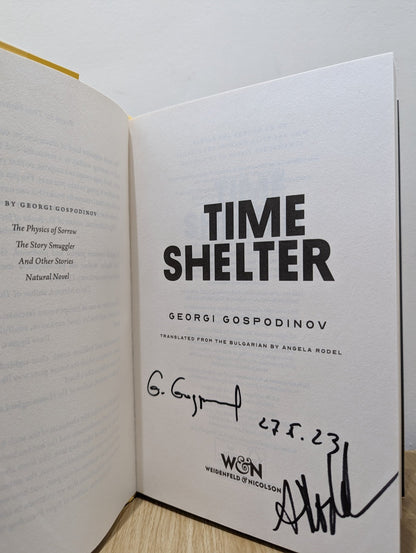 BY GEORGI GOSPODINOV
The Physics of Sorrow
The Story Smuggler
And Other Stories
Natural Novel
TIME
SHELTER
GEORGI GOSPODINOV
TRANSLATED FROM THE BULGARIAN BY ANGELA RODEL
27.5.23
W&N
WEIDENFELD & NICOLSON